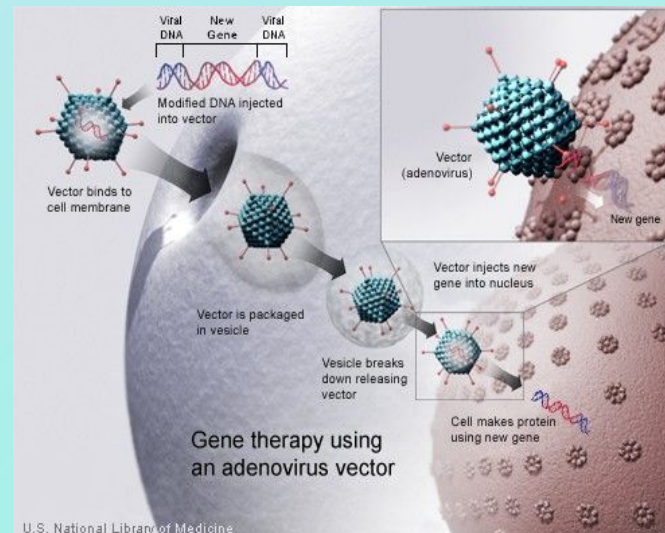 Viral
DNA
New
Gene
Viral
DNA
Modified DNA injected
into vector
Vector binds to
cell membrane
Vector
(adenovirus)
New gene
Vector is packaged
in vesicle
Vector injects new
gene into nucleus
Vesicle breaks
down releasing
vector
Cell makes protein
using new gene
Gene therapy using
an adenovirus vector
U.S. National Library of Medicine